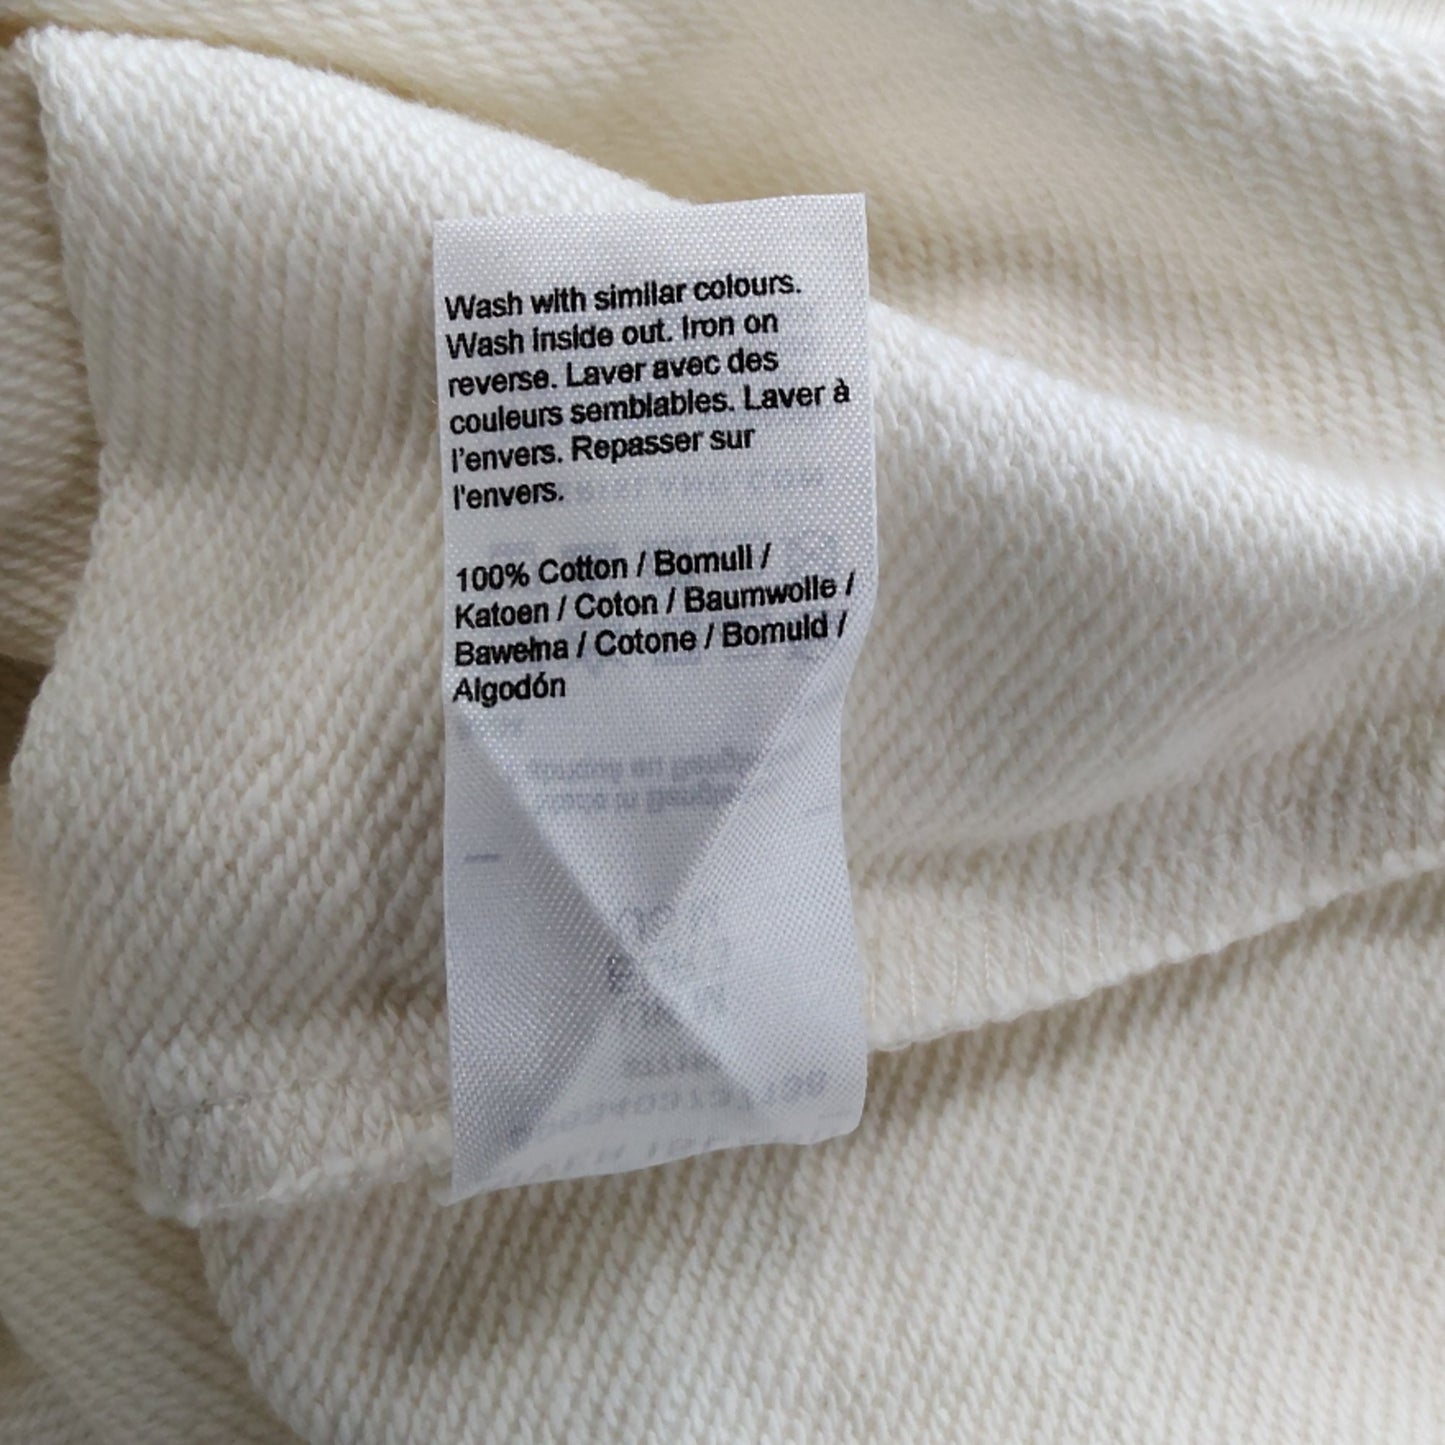 Wash with similar colours.
Wash inside out. Iron on
reverse. Laver avec des
couleurs semblables. Laver à
l'envers. Repasser sur
l'envers.
100% Cotton / Bomull /
Katoen / Coton / Baumwolle /
Bawełna / Cotone / Bomuld /
Algodón